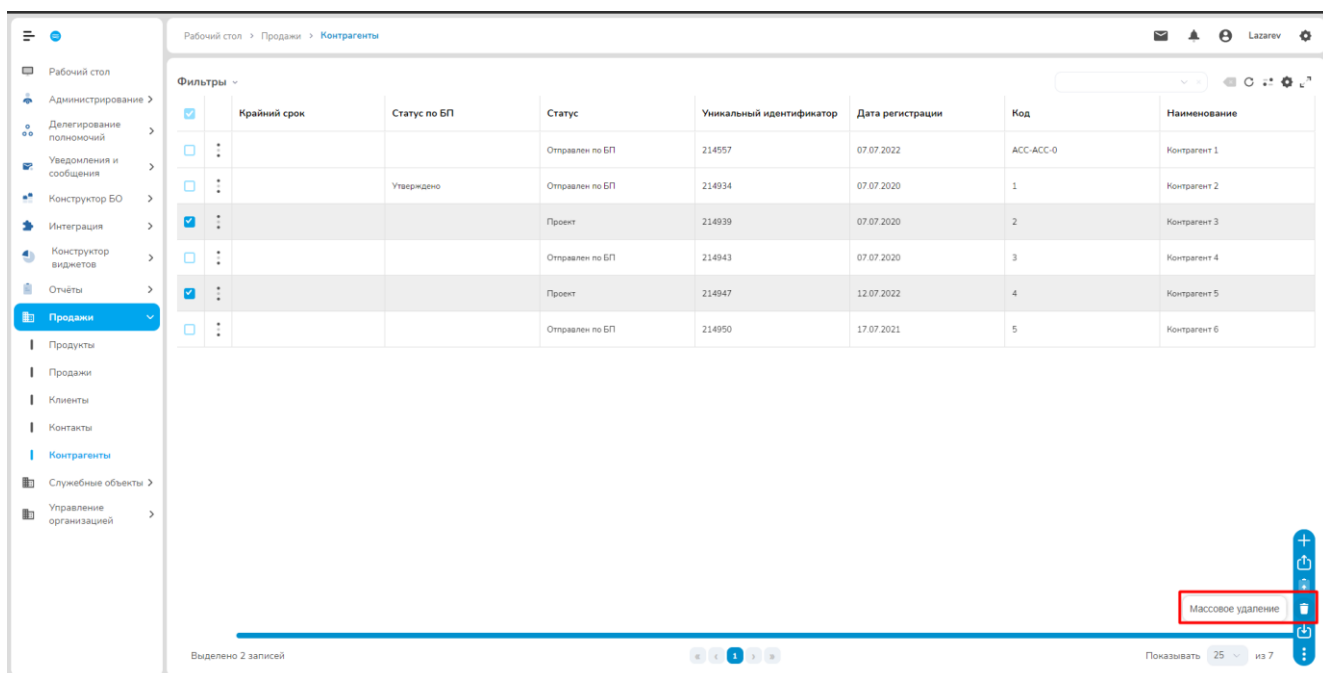 Рабочий стол > Продажи > Контрагенты
Lazarev
Рабочий стол
Администрирование
Делегирование
полномочий
Уведомления и
сообщения
Конструктор БО
Интеграция
Конструктор
виджетов
Отчёты
Продажи
Продукты
Продажи
Клиенты
Контакты
Контрагенты
Служебные объекты
Управление
организацией
Фильтры
Крайний срок Статус по БП Статус Уникальный идентификатор Дата регистрации Код Наименование
Отправлен по БП 214557 07.07.2022 ACC-ACC-0 Контрагент 1
Утверждено Отправлен по БП 214934 07.07.2020 1 Контрагент 2
Проект 214939 07.07.2020 2 Контрагент 3
Отправлен по БП 214943 07.07.2020 3 Контрагент 4
Проект 214947 12.07.2022 4 Контрагент 5
Отправлен по БП 214950 17.07.2021 5 Контрагент 6
Массовое удаление
Выделено 2 записей « ‹ 1 › » Показывать 25 из 7